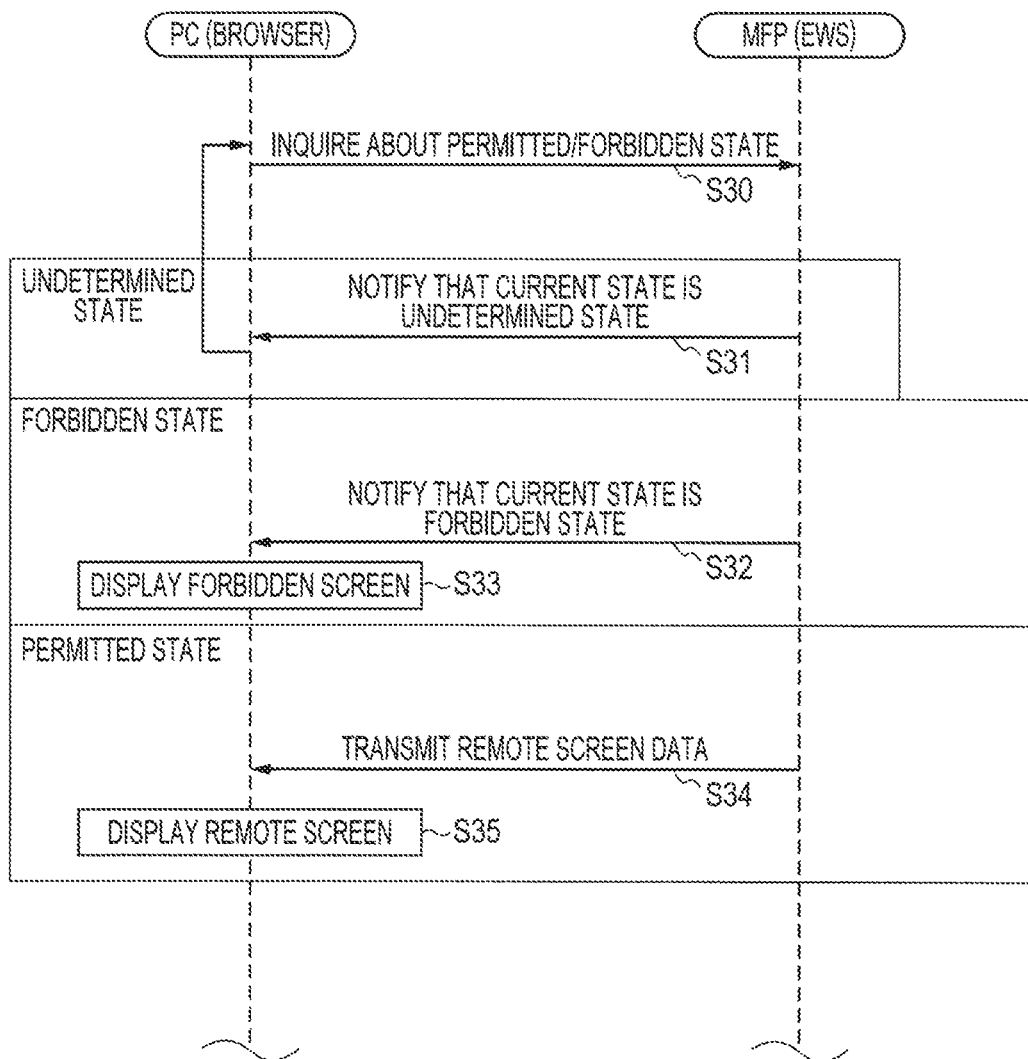 PC (BROWSER)
MFP (EWS)
INQUIRE ABOUT PERMITTED/FORBIDDEN STATE
S30
UNDETERMINED
STATE
NOTIFY THAT CURRENT STATE IS
UNDETERMINED STATE
S31
FORBIDDEN STATE
NOTIFY THAT CURRENT STATE IS
FORBIDDEN STATE
S32
DISPLAY FORBIDDEN SCREEN
S33
PERMITTED STATE
TRANSMIT REMOTE SCREEN DATA
S34
DISPLAY REMOTE SCREEN
S35